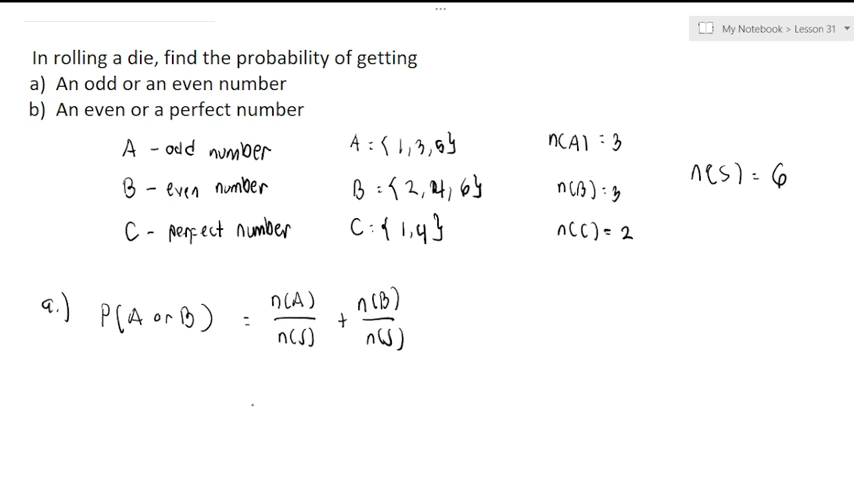 My Notebook > Lesson 31
In rolling a die, find the probability of getting
a) An odd or an even number
b) An even or a perfect number
A - odd number A = {1,3,5} n(A) = 3
B - even number B = {2,4,6} n(B) = 3 n(S) = 6
C - perfect number C = {1,4} n(C) = 2
a.) P(A or B) = n(A)/n(S) + n(B)/n(S)